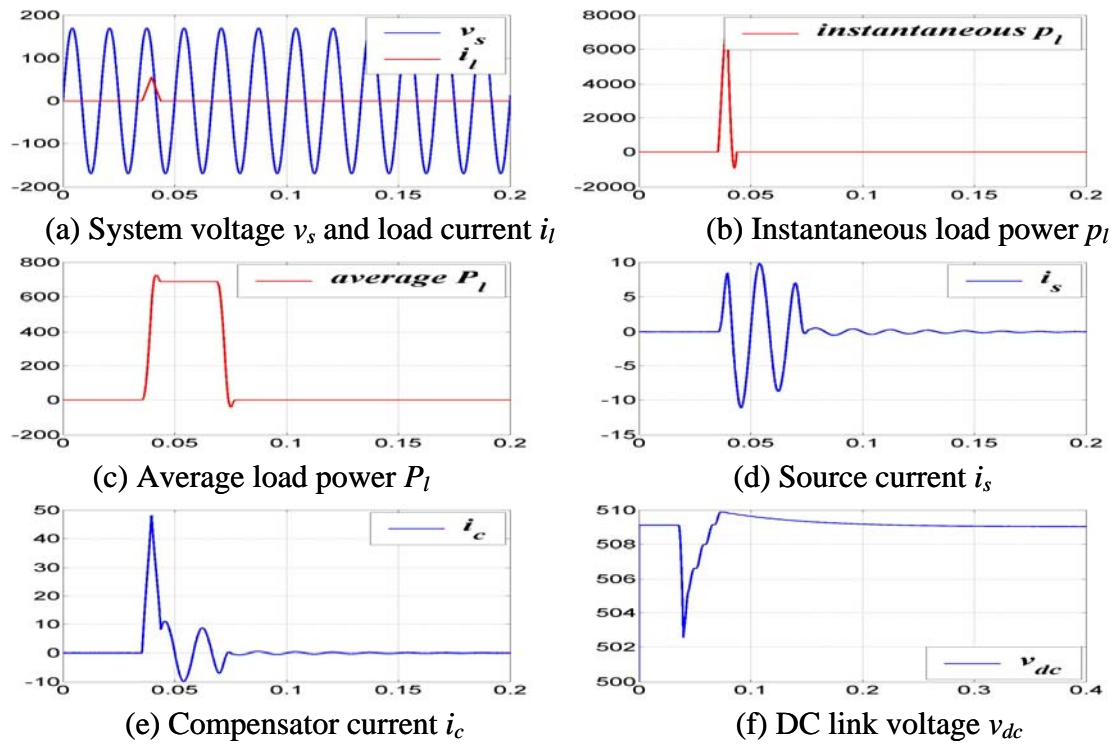 200
100
0
-100
-200
0 0.05 0.1 0.15 0.2
v_s
i_l
8000
6000
4000
2000
0
-2000
0 0.05 0.1 0.15 0.2
instantaneous p_l
(a) System voltage v_s and load current i_l
(b) Instantaneous load power p_l
800
600
400
200
0
-200
0 0.05 0.1 0.15 0.2
average P_l
10
5
0
-5
-10
-15
0 0.05 0.1 0.15 0.2
i_s
(c) Average load power P_l
(d) Source current i_s
50
40
30
20
10
0
-10
0 0.05 0.1 0.15 0.2
i_c
510
508
506
504
502
500
0 0.1 0.2 0.3 0.4
v_dc
(e) Compensator current i_c
(f) DC link voltage v_dc